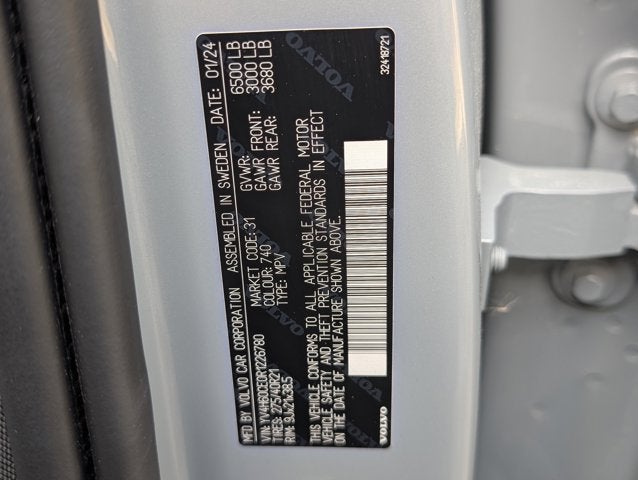 MFD BY VOLVO CAR CORPORATION ASSEMBLED IN SWEDEN DATE: 01/24
VIN: YV4H60CE0R1226780
TIRES: 275/40R21
RIM: 9Jx21x38.5
MARKET CODE: 31
COLOUR: 740
TYPE: MPV
GVWR: 6500 LB
GAWR FRONT: 3000 LB
GAWR REAR: 3680 LB
THIS VEHICLE CONFORMS TO ALL APPLICABLE FEDERAL MOTOR
VEHICLE SAFETY AND THEFT PREVENTION STANDARDS IN EFFECT
ON THE DATE OF MANUFACTURE SHOWN ABOVE.
VOLVO
32418721
VOLVO
VOLVO
VOLVO
VOLVO
VOLVO